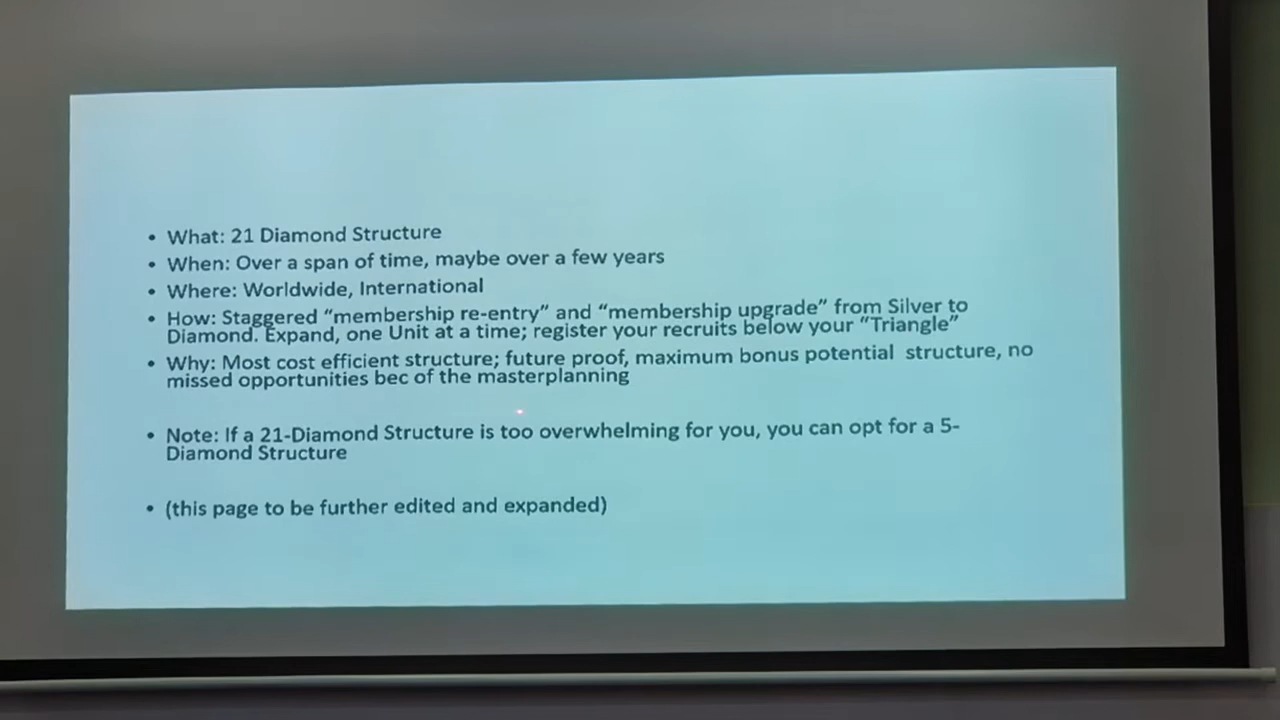 • What: 21 Diamond Structure
• When: Over a span of time, maybe over a few years
• Where: Worldwide, International
• How: Staggered “membership re-entry” and “membership upgrade” from Silver to
Diamond. Expand, one Unit at a time; register your recruits below your “Triangle”
• Why: Most cost efficient structure; future proof, maximum bonus potential structure, no
missed opportunities bec of the masterplanning
• Note: If a 21-Diamond Structure is too overwhelming for you, you can opt for a 5-
Diamond Structure
• (this page to be further edited and expanded)